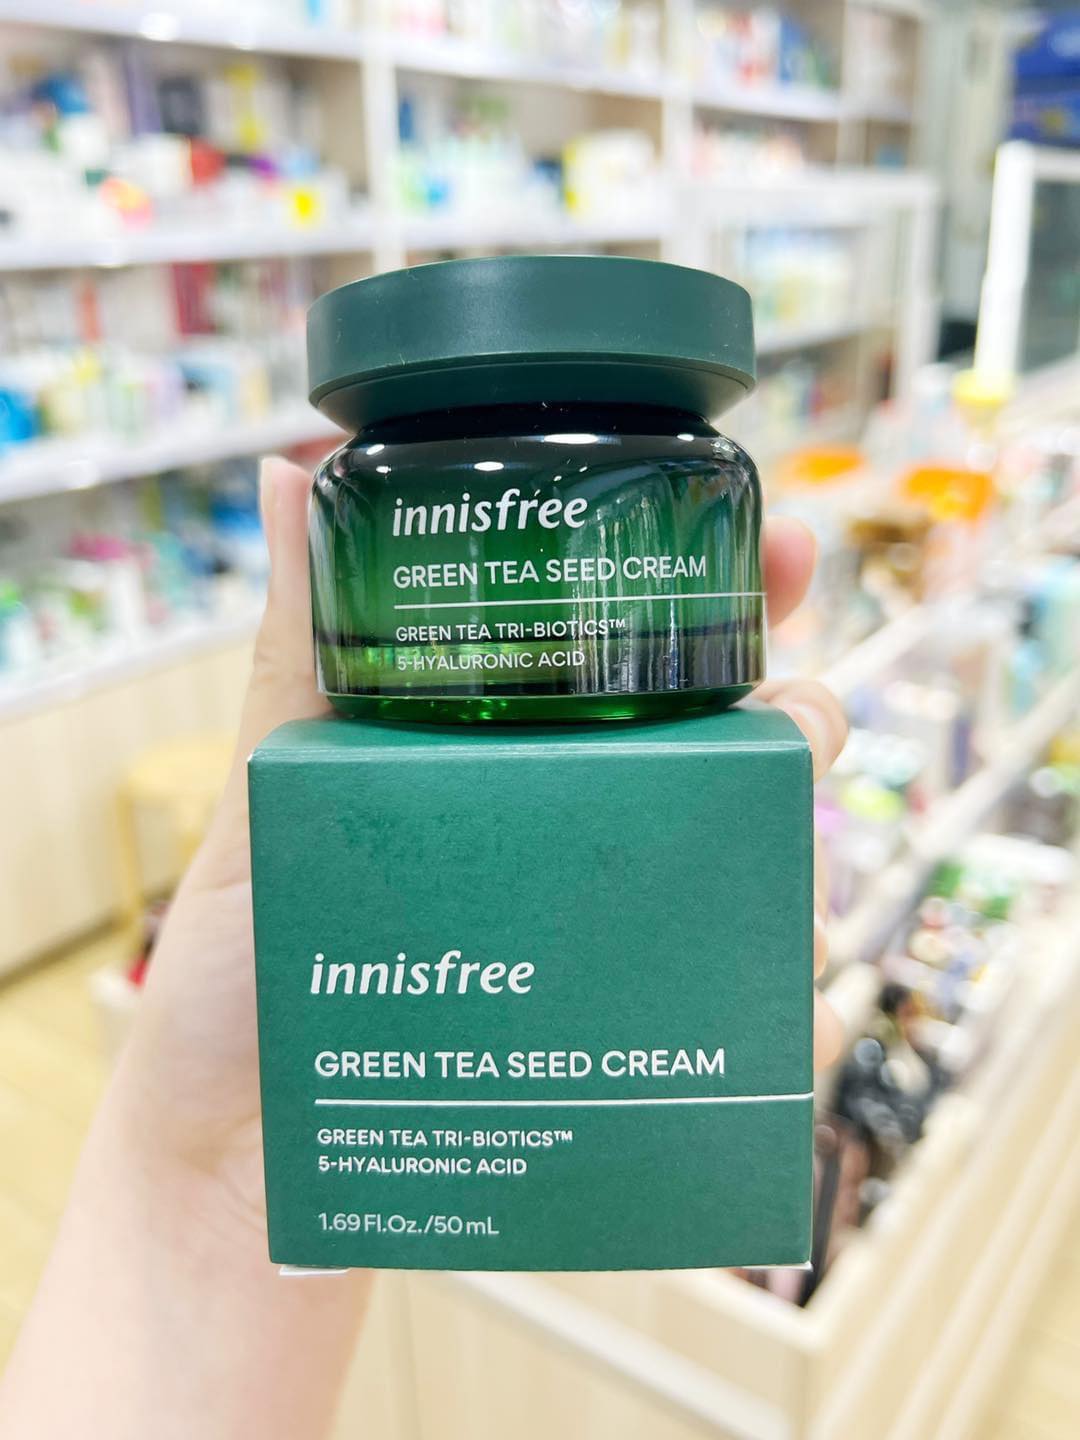 innisfree
GREEN TEA SEED CREAM
GREEN TEA TRI-BIOTICS™
5-HYALURONIC ACID
innisfree
GREEN TEA SEED CREAM
GREEN TEA TRI-BIOTICS™
5-HYALURONIC ACID
1.69 Fl.Oz./50 mL